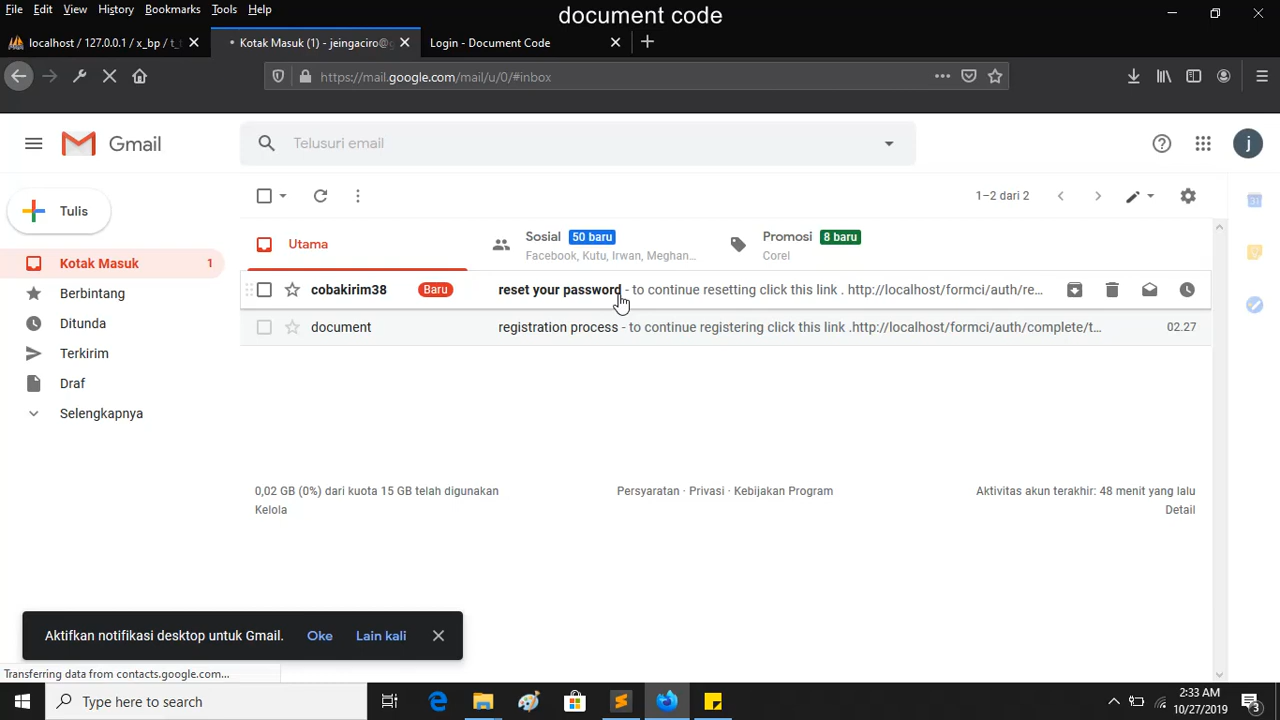 document code
File Edit View History Bookmarks Tools Help
localhost / 127.0.0.1 / x_bp / t_
Kotak Masuk (1) - jeingaciro@
Login - Document Code
https://mail.google.com/mail/u/0/#inbox
Gmail
Telusuri email
j
Tulis
1–2 dari 2
Utama
Sosial 50 baru
Facebook, Kutu, Irwan, Meghan...
Promosi 8 baru
Corel
Kotak Masuk 1
Berbintang
Ditunda
Terkirim
Draf
Selengkapnya
cobakirim38 Baru reset your password - to continue resetting click this link . http://localhost/formci/auth/re...
document registration process - to continue registering click this link .http://localhost/formci/auth/complete/t... 02.27
0,02 GB (0%) dari kuota 15 GB telah digunakan
Kelola
Persyaratan · Privasi · Kebijakan Program
Aktivitas akun terakhir: 48 menit yang lalu
Detail
Aktifkan notifikasi desktop untuk Gmail. Oke Lain kali
Transferring data from contacts.google.com...
Type here to search
2:33 AM
10/27/2019
3